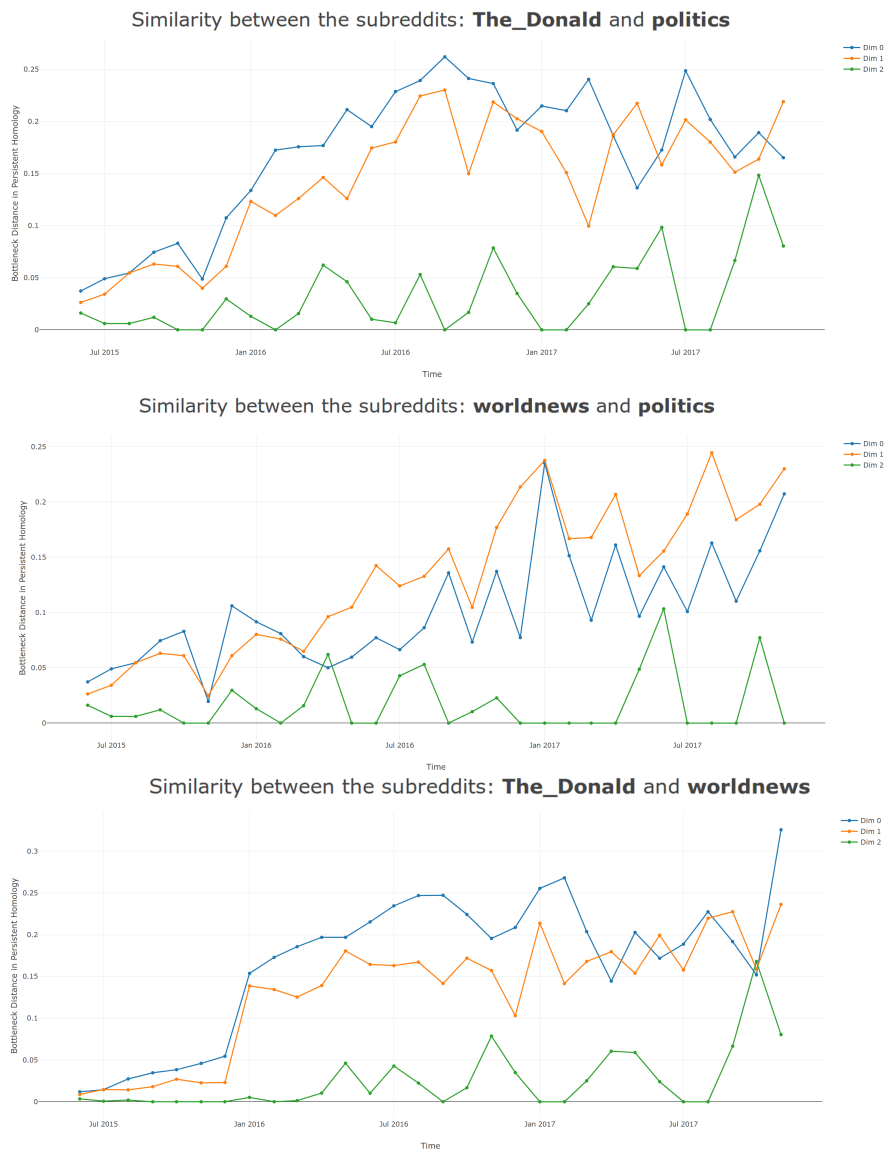 Similarity between the subreddits: The_Donald and politics
Dim 0
Dim 1
Dim 2
Bottleneck Distance in Persistent Homology
0.25
0.2
0.15
0.1
0.05
0
Jul 2015
Jan 2016
Jul 2016
Jan 2017
Jul 2017
Time
Similarity between the subreddits: worldnews and politics
Dim 0
Dim 1
Dim 2
Bottleneck Distance in Persistent Homology
0.25
0.2
0.15
0.1
0.05
0
Jul 2015
Jan 2016
Jul 2016
Jan 2017
Jul 2017
Time
Similarity between the subreddits: The_Donald and worldnews
Dim 0
Dim 1
Dim 2
Bottleneck Distance in Persistent Homology
0.3
0.25
0.2
0.15
0.1
0.05
0
Jul 2015
Jan 2016
Jul 2016
Jan 2017
Jul 2017
Time